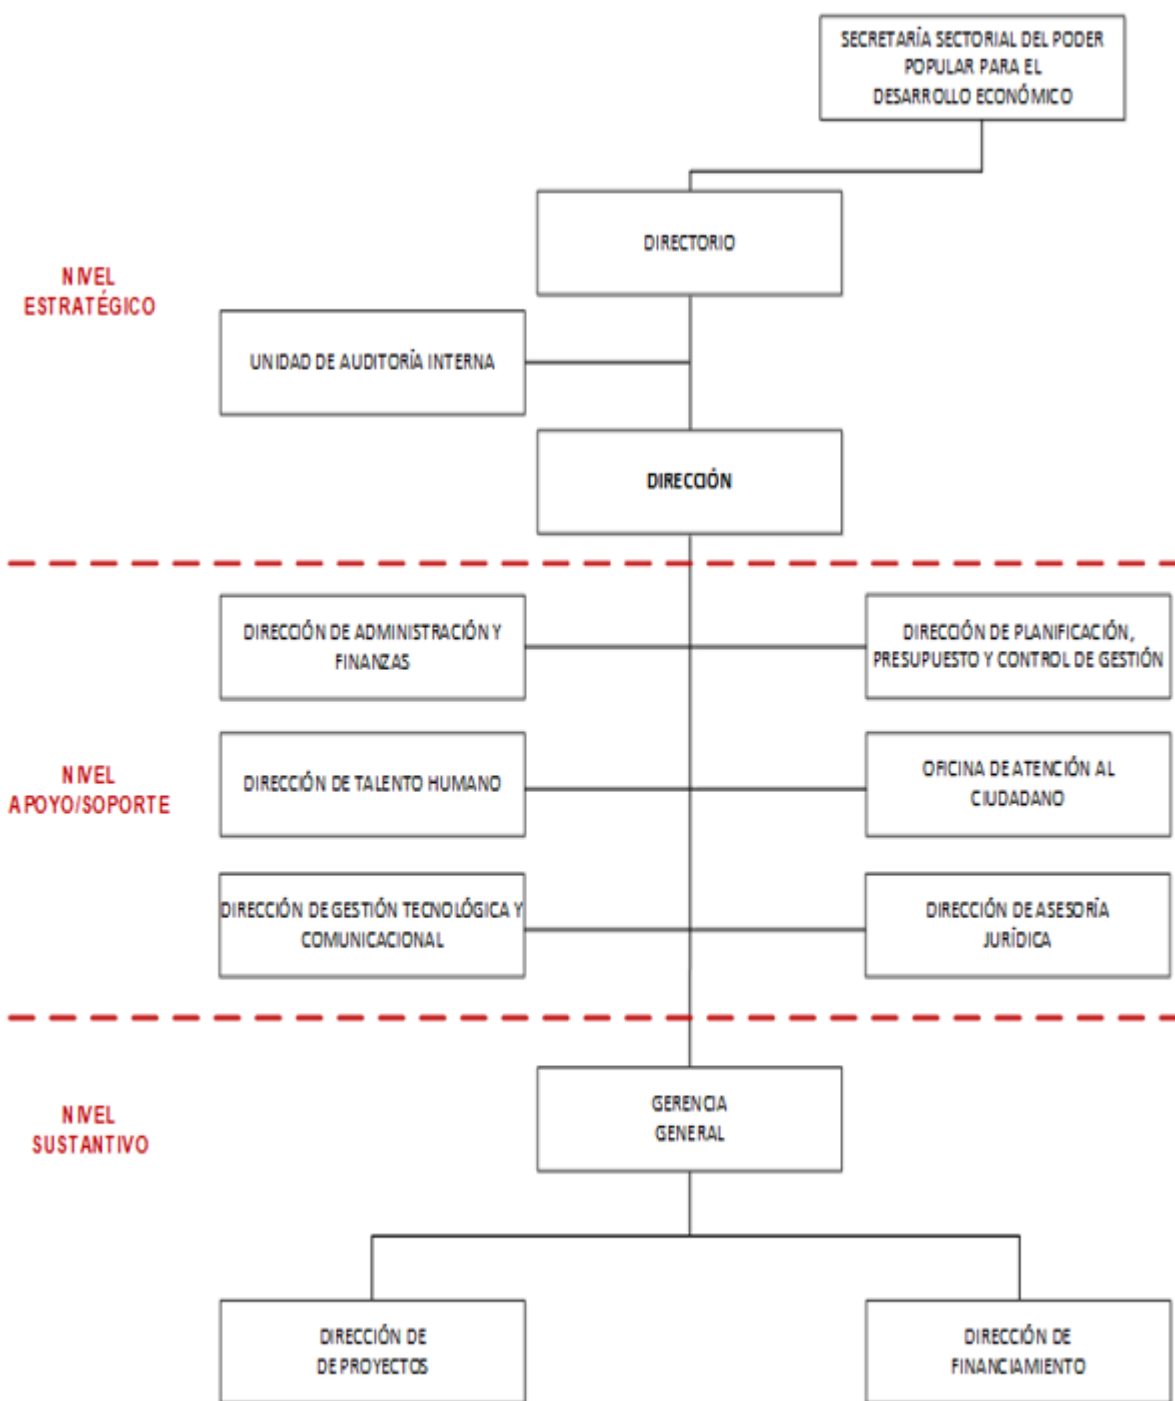 SECRETARÍA SECTORIAL DEL PODER
POPULAR PARA EL
DESARROLLO ECONÓMICO
DIRECTORIO
NIVEL
ESTRATÉGICO
UNIDAD DE AUDITORÍA INTERNA
DIRECCIÓN
DIRECCIÓN DE ADMINISTRACIÓN Y
FINANZAS
DIRECCIÓN DE PLANIFICACIÓN,
PRESUPUESTO Y CONTROL DE GESTIÓN
NIVEL
APOYO/SOPORTE
DIRECCIÓN DE TALENTO HUMANO
OFICINA DE ATENCIÓN AL
CIUDADANO
DIRECCIÓN DE GESTIÓN TECNOLÓGICA Y
COMUNICACIONAL
DIRECCIÓN DE ASESORÍA
JURÍDICA
NIVEL
SUSTANTIVO
GERENCIA
GENERAL
DIRECCIÓN DE
DE PROYECTOS
DIRECCIÓN DE
FINANCIAMIENTO